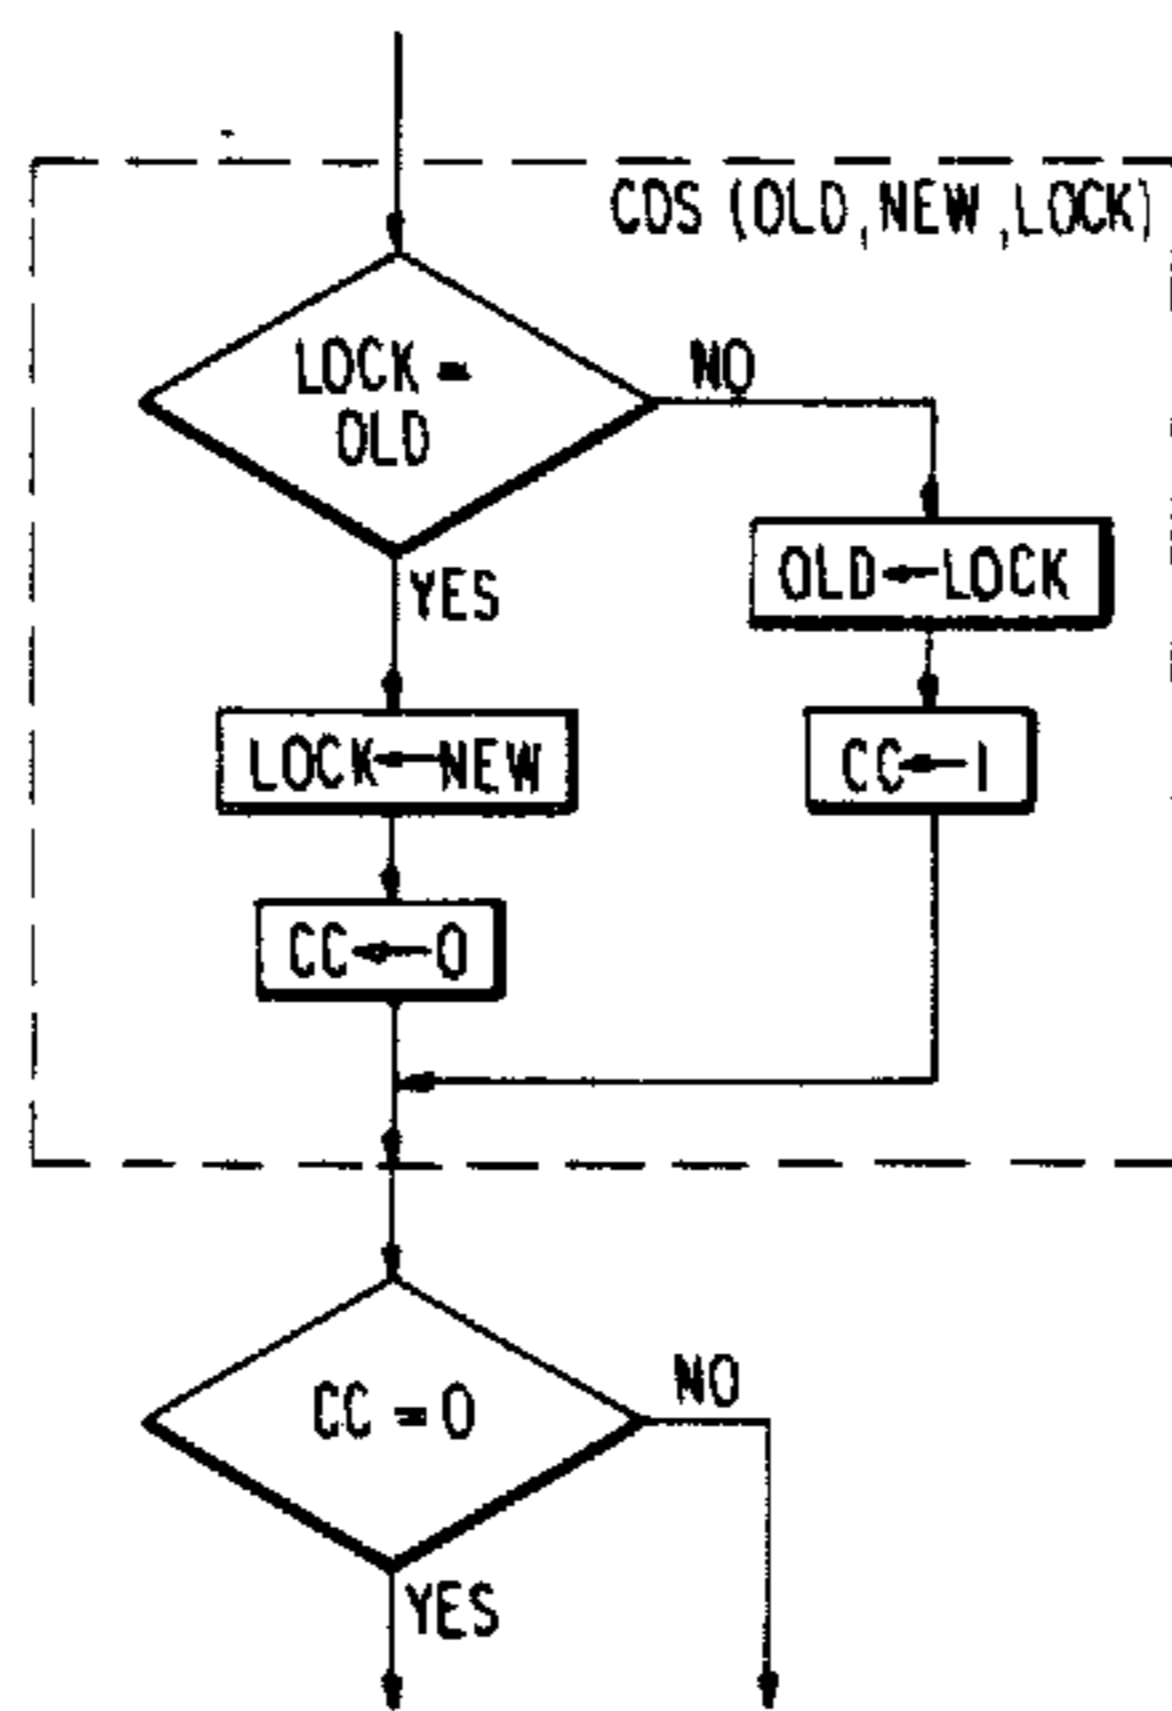 CDS (OLD, NEW, LOCK)
LOCK =
OLD
NO
YES
OLD←LOCK
LOCK←NEW
CC←1
CC←0
CC = 0
NO
YES